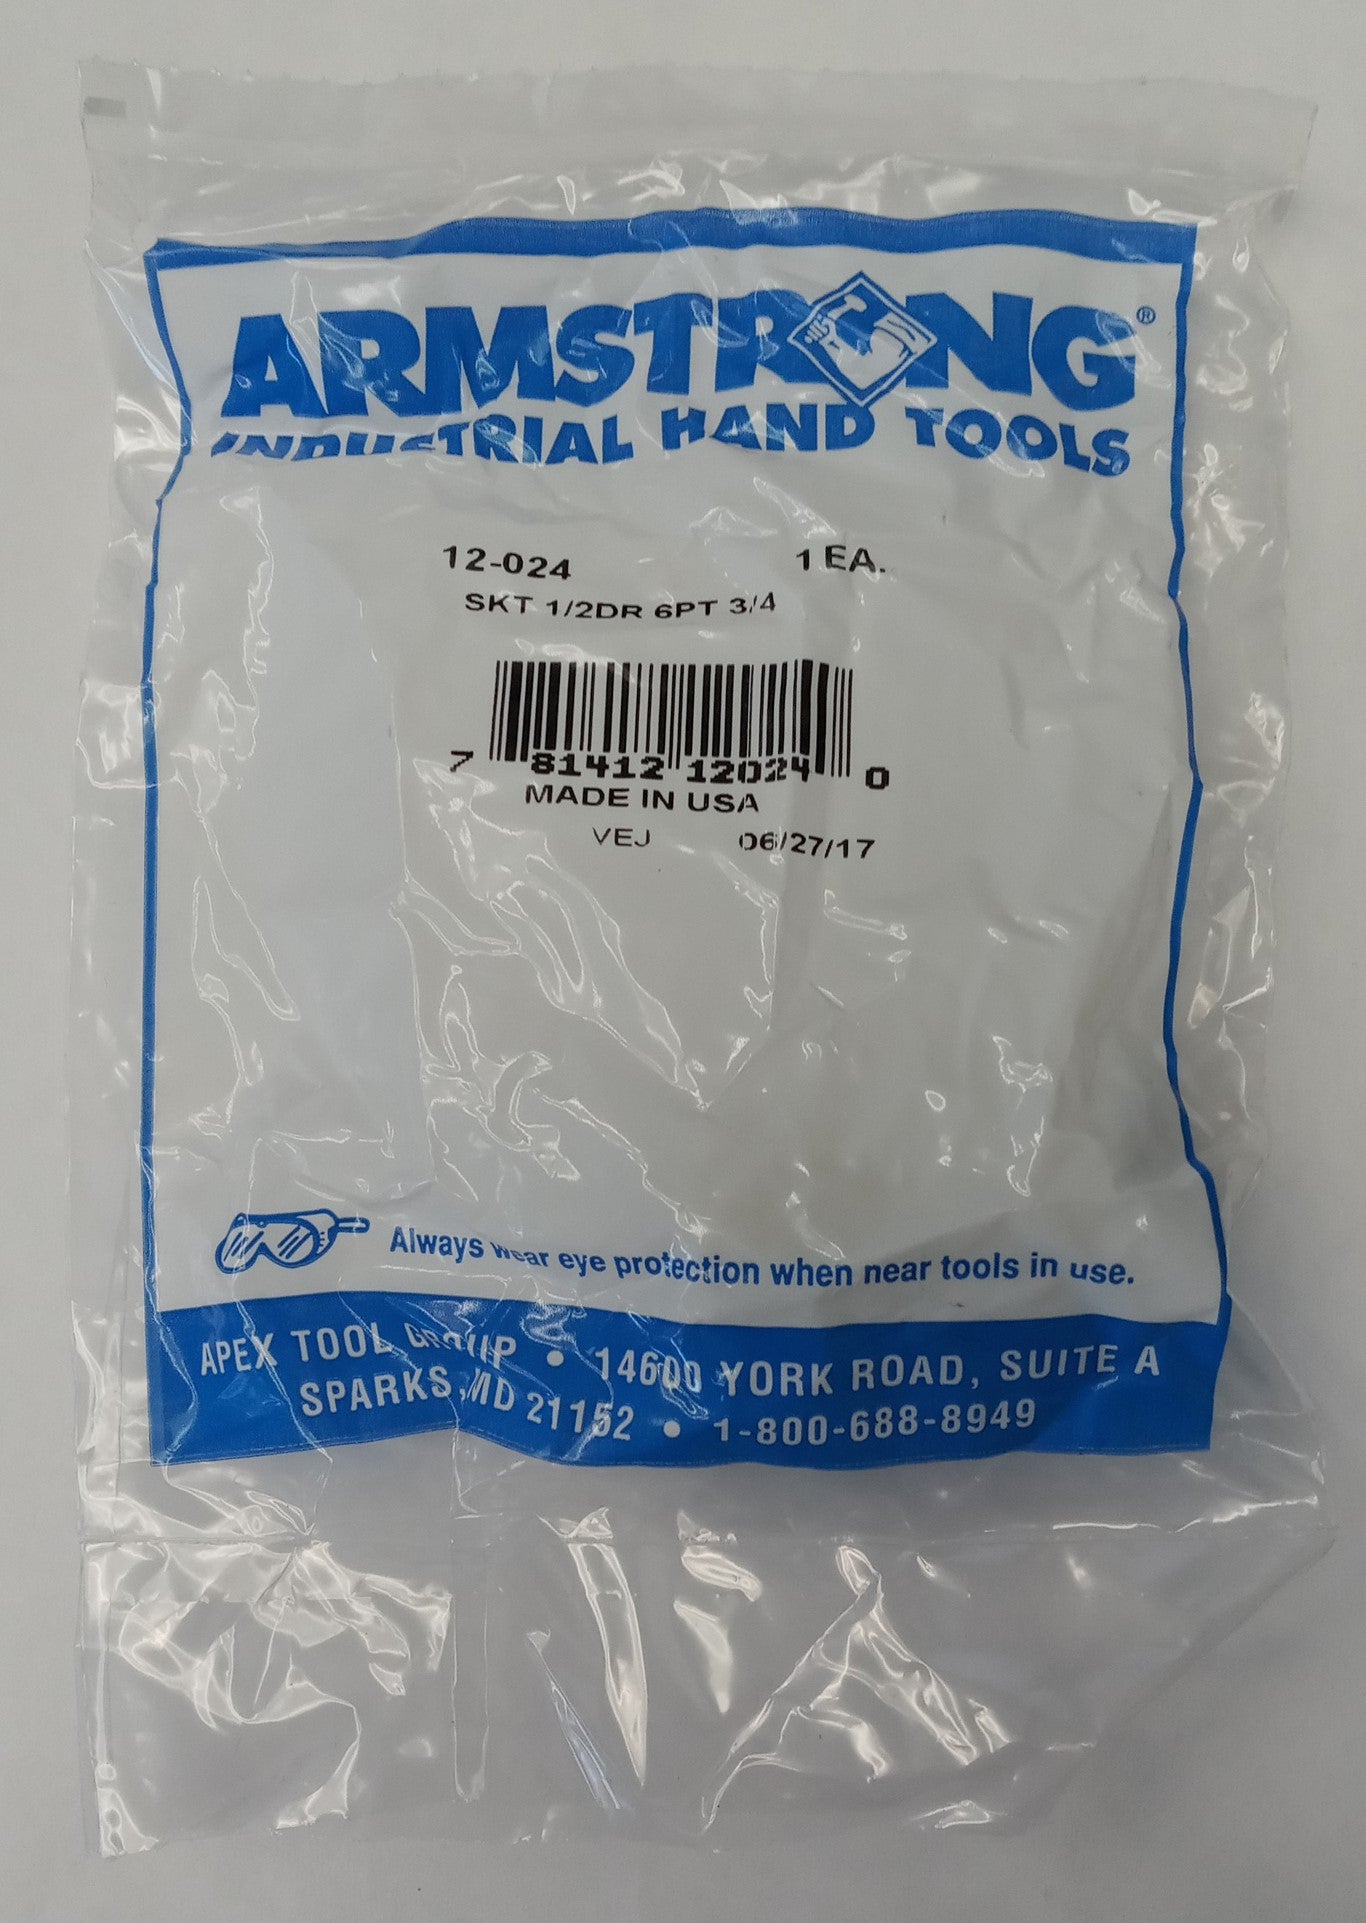 ARMSTRONG®
INDUSTRIAL HAND TOOLS
12-024 1 EA.
SKT 1/2DR 6PT 3/4
7 81412 12024 0
MADE IN USA
VEJ 06/27/17
Always wear eye protection when near tools in use.
APEX TOOL GROUP • 14600 YORK ROAD, SUITE A
SPARKS, MD 21152 • 1-800-688-8949